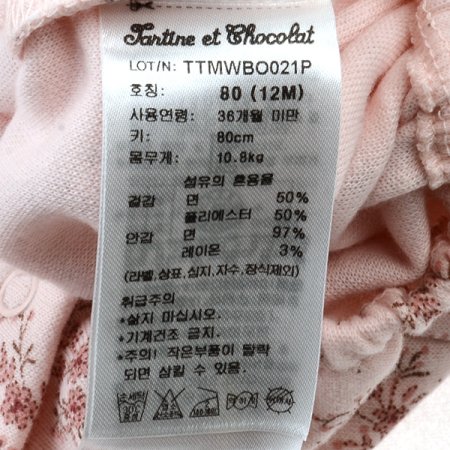 Tartine et Chocolat
LOT/N: TTMWBO021P
호칭: 80 (12M)
사용연령: 36개월 미만
키: 80cm
몸무게: 10.8kg
섬유의 혼용율
겉감 면 50%
폴리에스터 50%
안감 면 97%
레이온 3%
(라벨,상표,심지,자수,장식제외)
취급주의
*삶지 마십시오.
*기계건조 금지.
*주의! 작은부품이 탈락
되면 삼킬 수 있음.